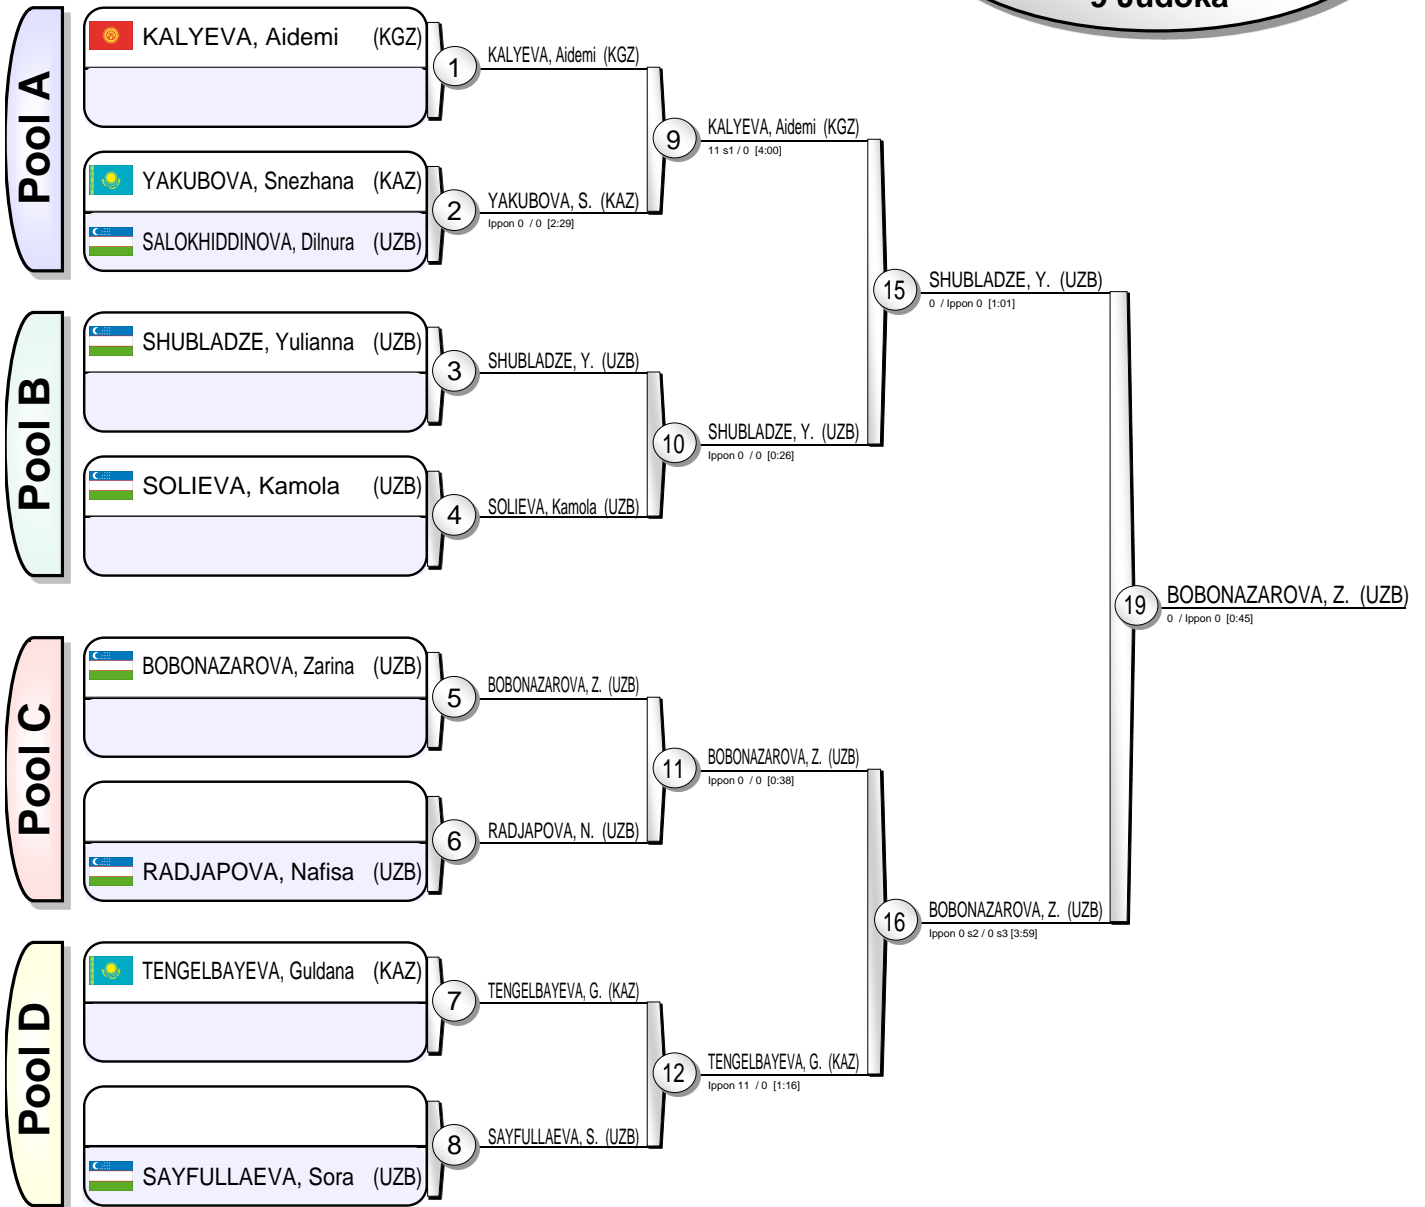 9 Judoka
Pool A
KALYEVA, Aidemi (KGZ)
1
KALYEVA, Aidemi (KGZ)
YAKUBOVA, Snezhana (KAZ)
SALOKHIDDINOVA, Dilnura (UZB)
2
YAKUBOVA, S. (KAZ)
Ippon 0 / 0 [2:29]
9
KALYEVA, Aidemi (KGZ)
11 s1 / 0 [4:00]
Pool B
SHUBLADZE, Yulianna (UZB)
3
SHUBLADZE, Y. (UZB)
SOLIEVA, Kamola (UZB)
4
SOLIEVA, Kamola (UZB)
10
SHUBLADZE, Y. (UZB)
Ippon 0 / 0 [0:26]
15
SHUBLADZE, Y. (UZB)
0 / Ippon 0 [1:01]
Pool C
BOBONAZAROVA, Zarina (UZB)
5
BOBONAZAROVA, Z. (UZB)
RADJAPOVA, Nafisa (UZB)
6
RADJAPOVA, N. (UZB)
11
BOBONAZAROVA, Z. (UZB)
Ippon 0 / 0 [0:38]
Pool D
TENGELBAYEVA, Guldana (KAZ)
7
TENGELBAYEVA, G. (KAZ)
SAYFULLAEVA, Sora (UZB)
8
SAYFULLAEVA, S. (UZB)
12
TENGELBAYEVA, G. (KAZ)
Ippon 11 / 0 [1:16]
16
BOBONAZAROVA, Z. (UZB)
Ippon 0 s2 / 0 s3 [3:59]
19
BOBONAZAROVA, Z. (UZB)
0 / Ippon 0 [0:45]